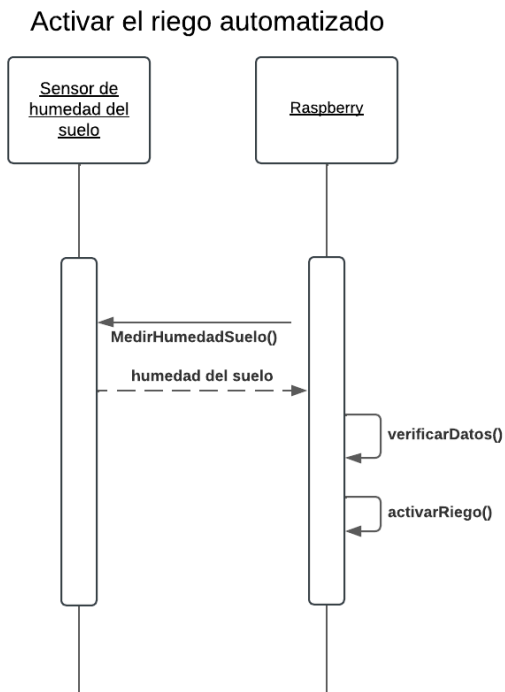 Activar el riego automatizado
Sensor de
humedad del
suelo
Raspberry
MedirHumedadSuelo()
humedad del suelo
verificarDatos()
activarRiego()